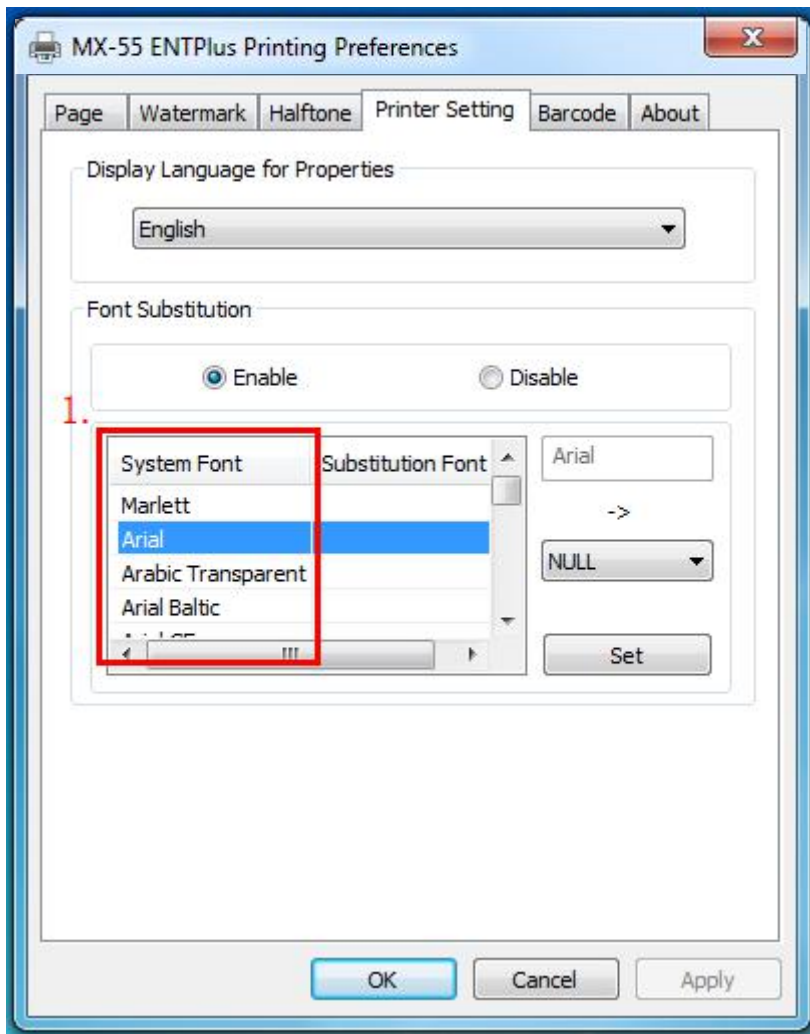 MX-55 ENTPlus Printing Preferences
Page Watermark Halftone Printer Setting Barcode About
Display Language for Properties
English
Font Substitution
Enable Disable
1.
System Font Substitution Font
Marlett
Arial
Arabic Transparent
Arial Baltic
Arial
->
NULL
Set
OK Cancel Apply